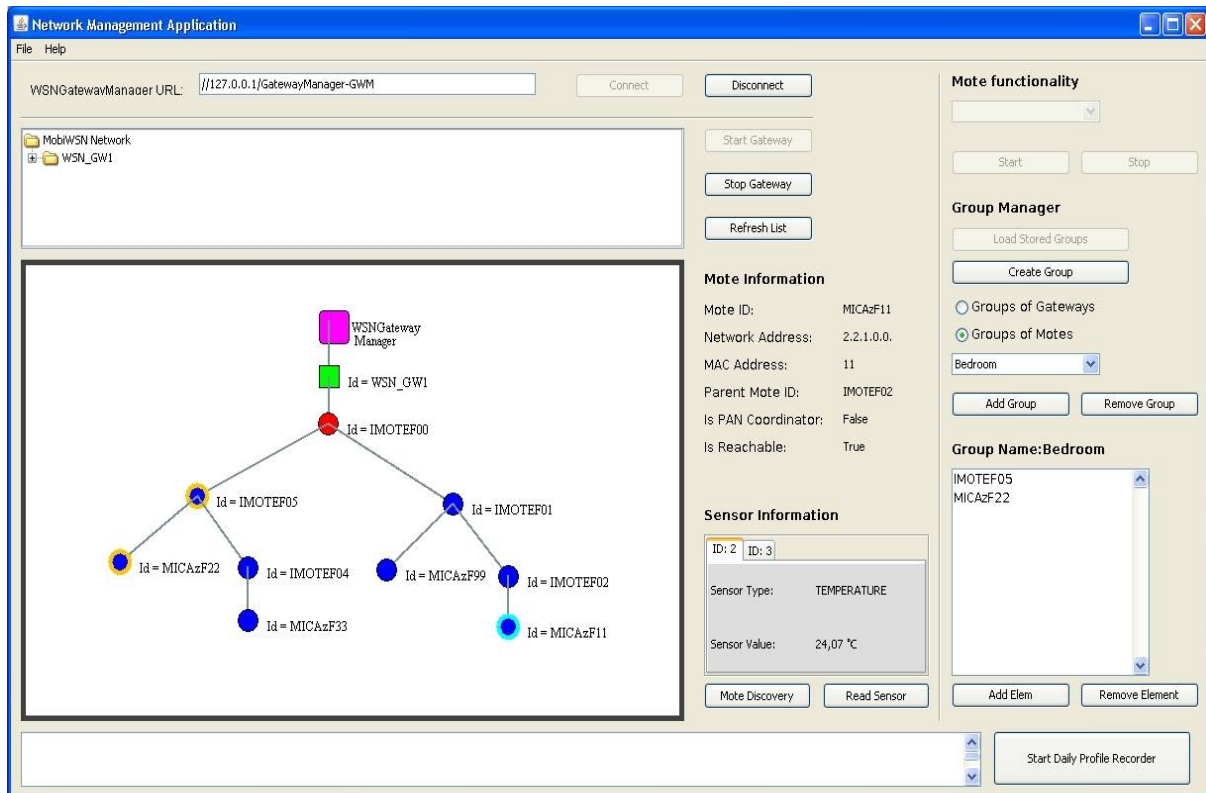 Network Management Application
File Help
WSNGatewayManager URL: //127.0.0.1/GatewayManager-GWM
Connect
Disconnect
MobiWSN Network
WSN_GW1
Start Gateway
Stop Gateway
Refresh List
WSNGateway
Manager
Id = WSN_GW1
Id = IMOTEF00
Id = IMOTEF05
Id = IMOTEF01
Id = MICAzF22
Id = IMOTEF04
Id = MICAzF99
Id = IMOTEF02
Id = MICAzF33
Id = MICAzF11
Mote Information
Mote ID: MICAzF11
Network Address: 2.2.1.0.0.
MAC Address: 11
Parent Mote ID: IMOTEF02
Is PAN Coordinator: False
Is Reachable: True
Sensor Information
ID: 2 ID: 3
Sensor Type: TEMPERATURE
Sensor Value: 24,07 °C
Mote Discovery Read Sensor
Mote functionality
Start Stop
Group Manager
Load Stored Groups
Create Group
Groups of Gateways
Groups of Motes
Bedroom
Add Group Remove Group
Group Name:Bedroom
IMOTEF05
MICAzF22
Add Elem Remove Element
Start Daily Profile Recorder